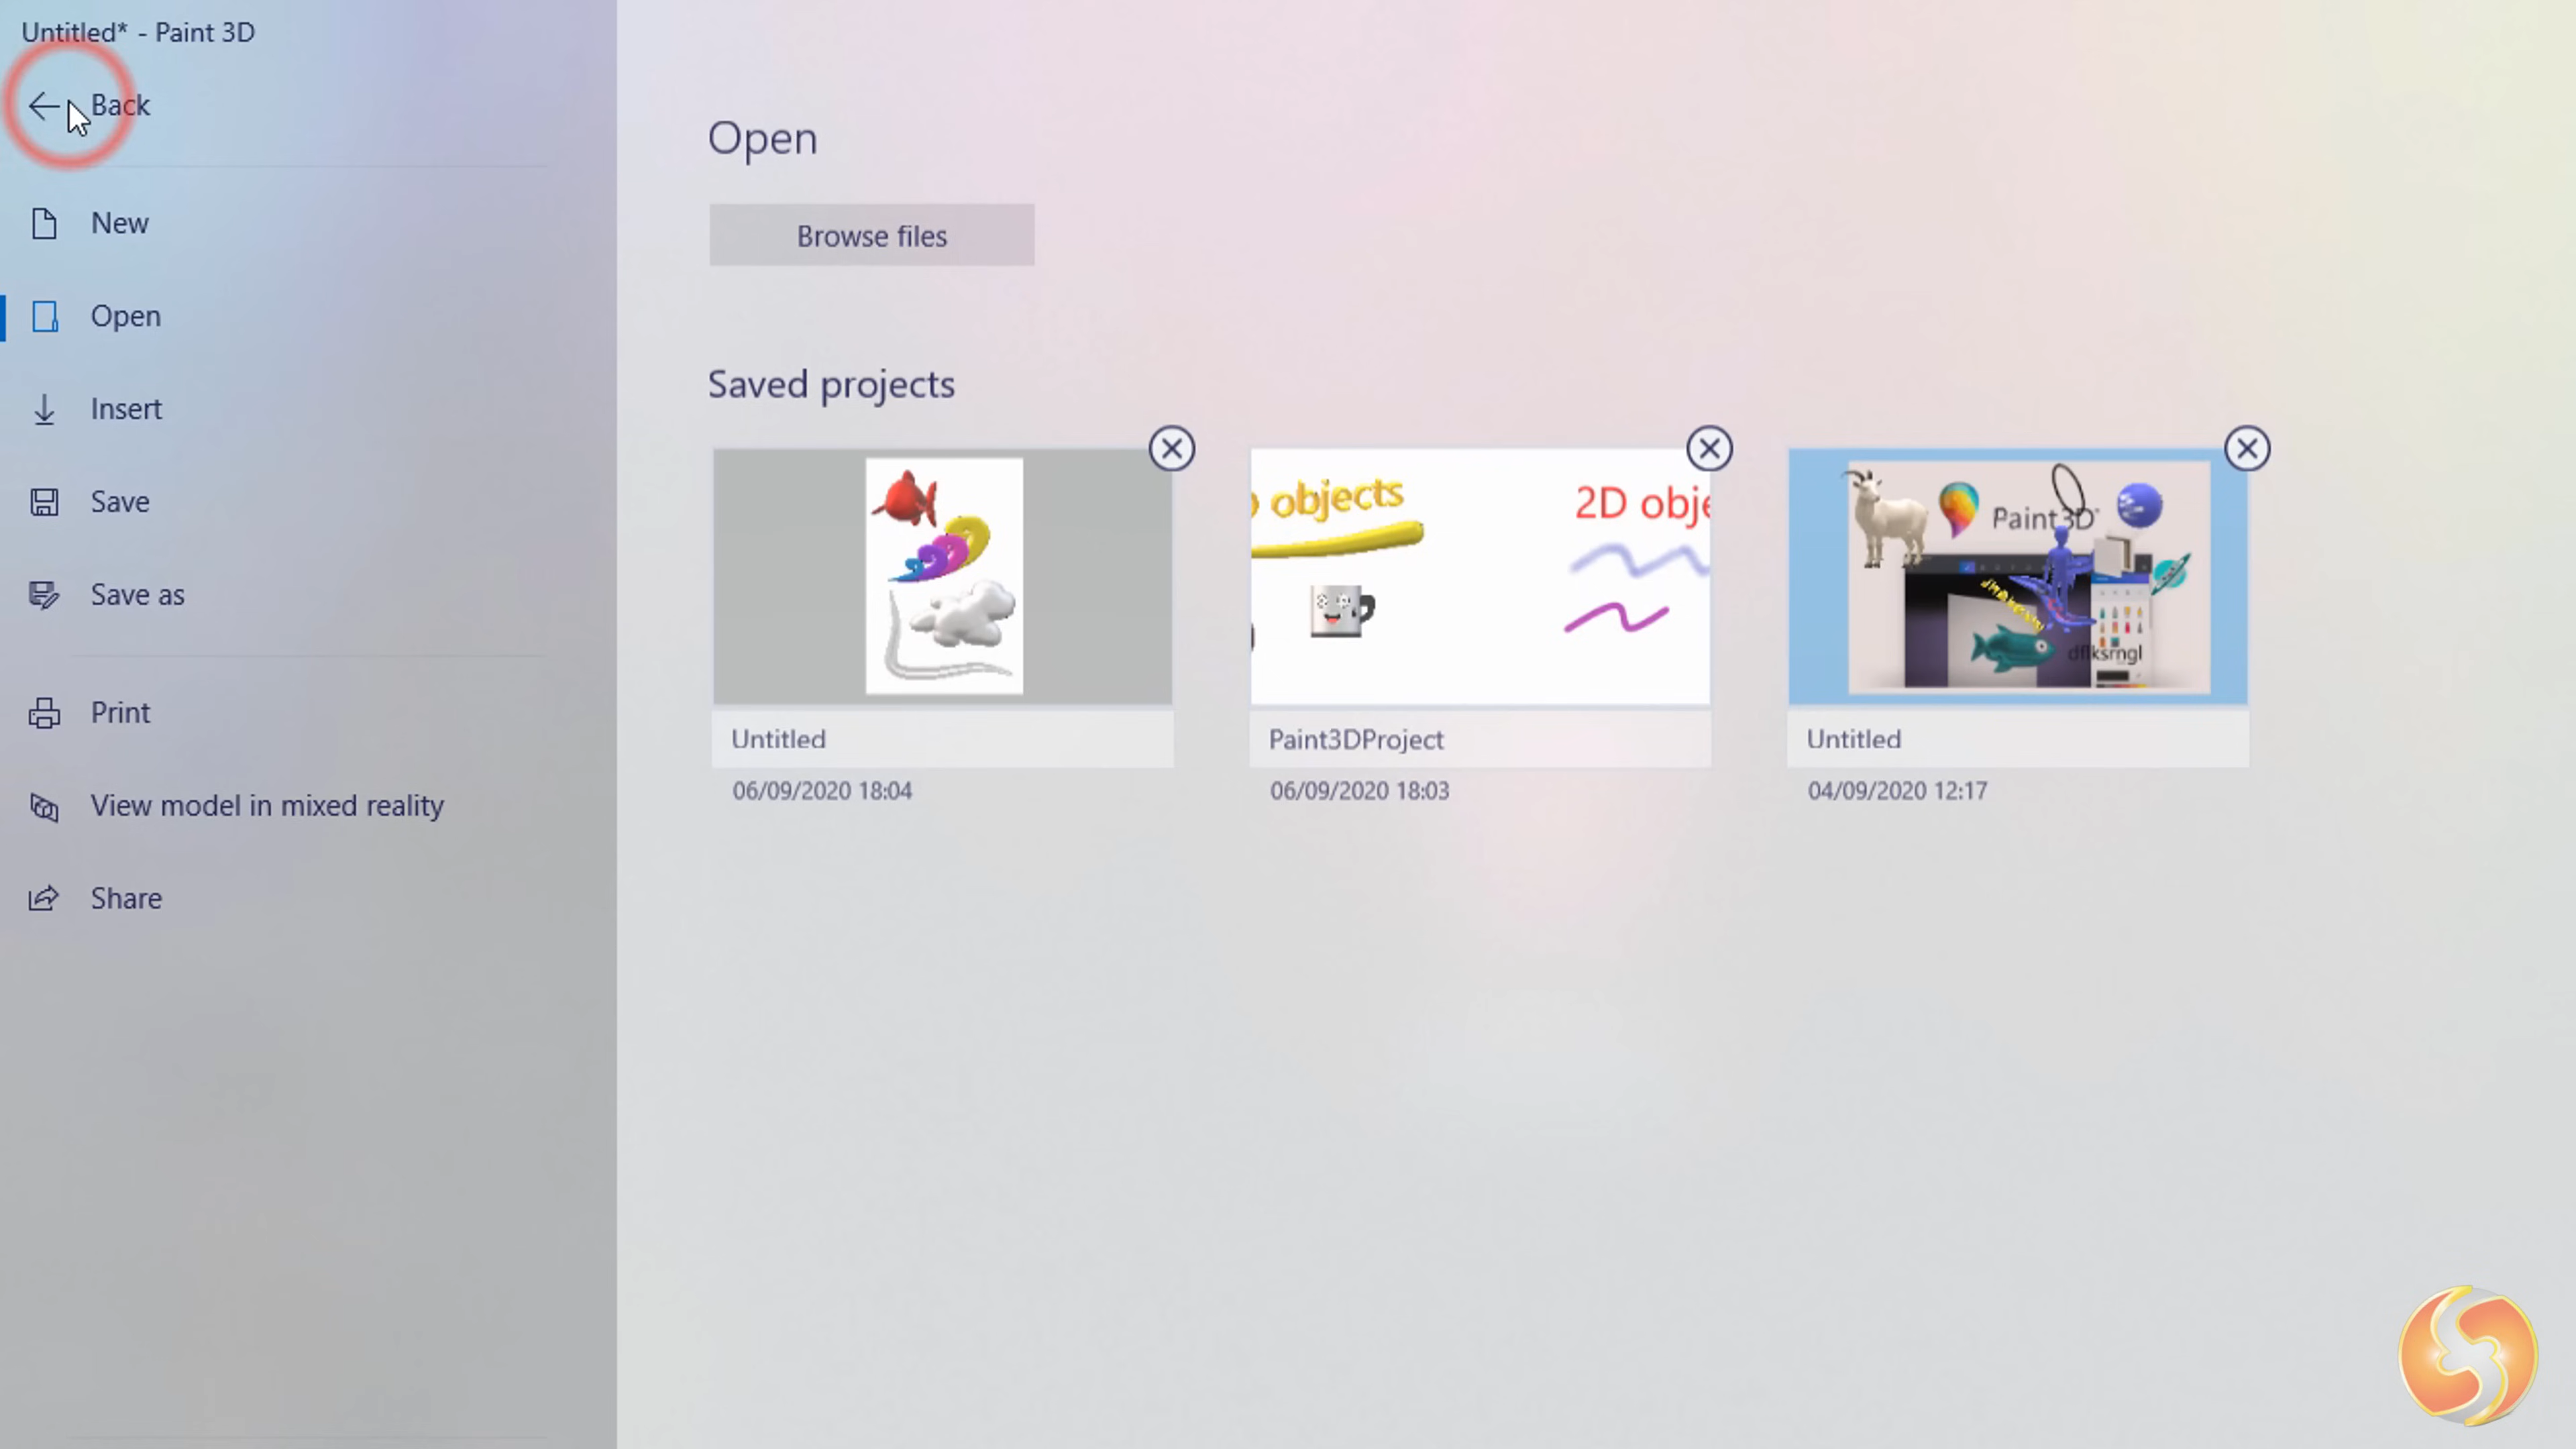 Untitled* - Paint 3D
Back
New
Open
Insert
Save
Save as
Print
View model in mixed reality
Share
Open
Browse files
Saved projects
objects
2D obje
Paint3D
dflksrngl
Untitled
06/09/2020 18:04
Paint3DProject
06/09/2020 18:03
Untitled
04/09/2020 12:17